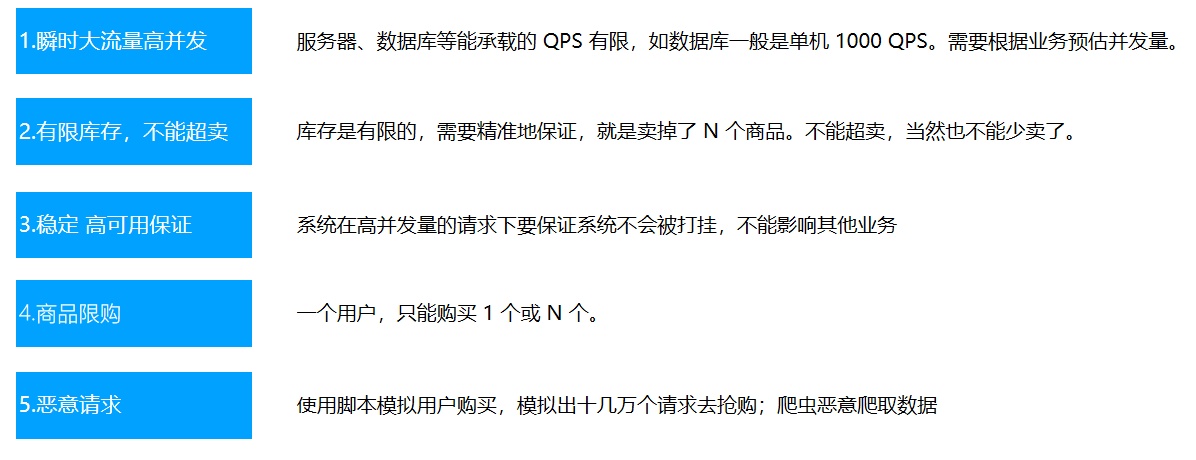 1.瞬时大流量高并发
服务器、数据库等能承载的 QPS 有限，如数据库一般是单机 1000 QPS。需要根据业务预估并发量。
2.有限库存，不能超卖
库存是有限的，需要精准地保证，就是卖掉了 N 个商品。不能超卖，当然也不能少卖了。
3.稳定 高可用保证
系统在高并发量的请求下要保证系统不会被打挂，不能影响其他业务
4.商品限购
一个用户，只能购买 1 个或 N 个。
5.恶意请求
使用脚本模拟用户购买，模拟出十几万个请求去抢购；爬虫恶意爬取数据